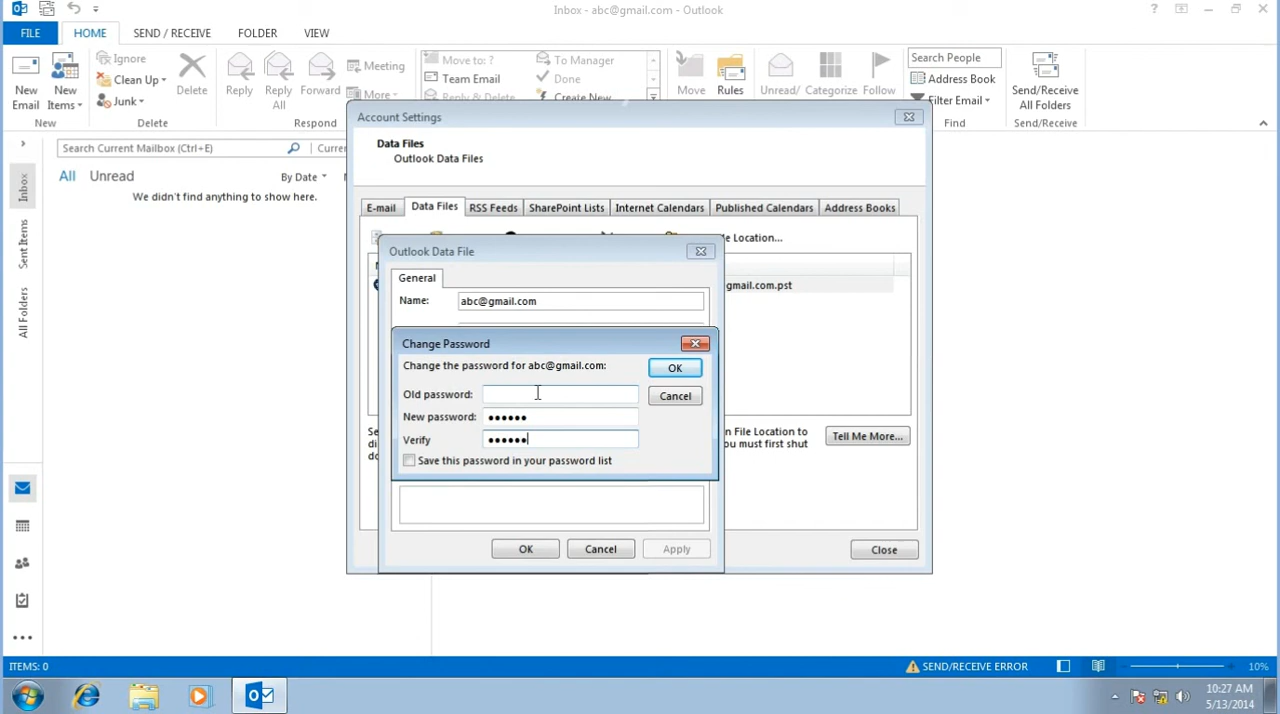 Inbox - abc@gmail.com - Outlook
FILE
HOME
SEND / RECEIVE
FOLDER
VIEW
New Email
New Items
Ignore
Clean Up
Junk
Delete
Reply
Reply All
Forward
Meeting
More
Move to: ?
Team Email
Reply & Delete
To Manager
Done
Create New
Move
Rules
Unread/
Categorize
Follow
Search People
Address Book
Filter Email
Send/Receive All Folders
New
Delete
Respond
Find
Send/Receive
Search Current Mailbox (Ctrl+E)
Curren
All
Unread
By Date
N
We didn't find anything to show here.
Inbox
Sent Items
All Folders
Account Settings
Data Files
Outlook Data Files
E-mail
Data Files
RSS Feeds
SharePoint Lists
Internet Calendars
Published Calendars
Address Books
le Location...
gmail.com.pst
n File Location to
u must first shut
Tell Me More...
Close
Outlook Data File
General
Name:
abc@gmail.com
Change Password
Change the password for abc@gmail.com:
OK
Old password:
Cancel
New password: ●●●●●●
Verify ●●●●●●
Save this password in your password list
OK
Cancel
Apply
ITEMS: 0
SEND/RECEIVE ERROR
10%
10:27 AM
5/13/2014